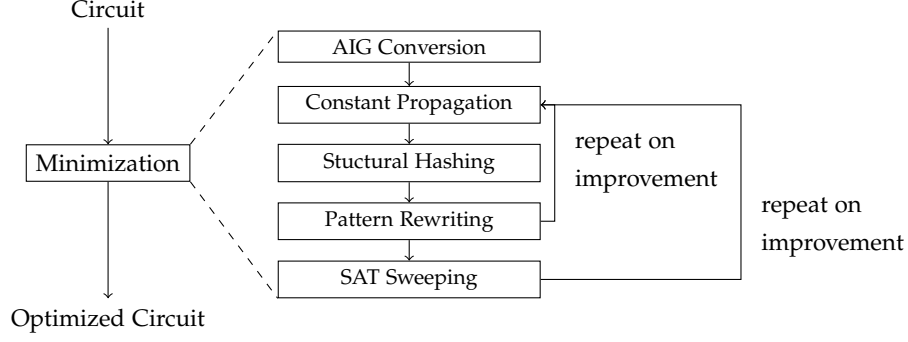 Circuit
AIG Conversion
Constant Propagation
repeat on
improvement
Stuctural Hashing
Minimization
Pattern Rewriting
repeat on
improvement
SAT Sweeping
Optimized Circuit